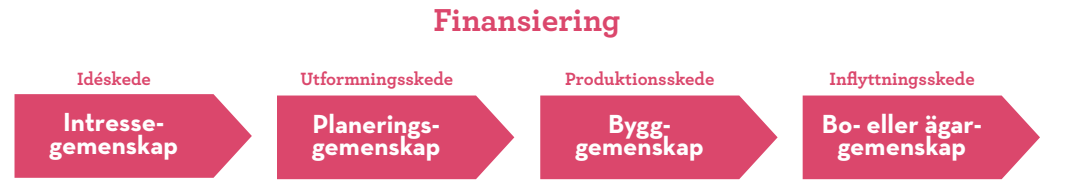 Finansiering
Idéskede
Intresse-
gemenskap
Utformningsskede
Planerings-
gemenskap
Produktionsskede
Bygg-
gemenskap
Inflyttningsskede
Bo- eller ägar-
gemenskap